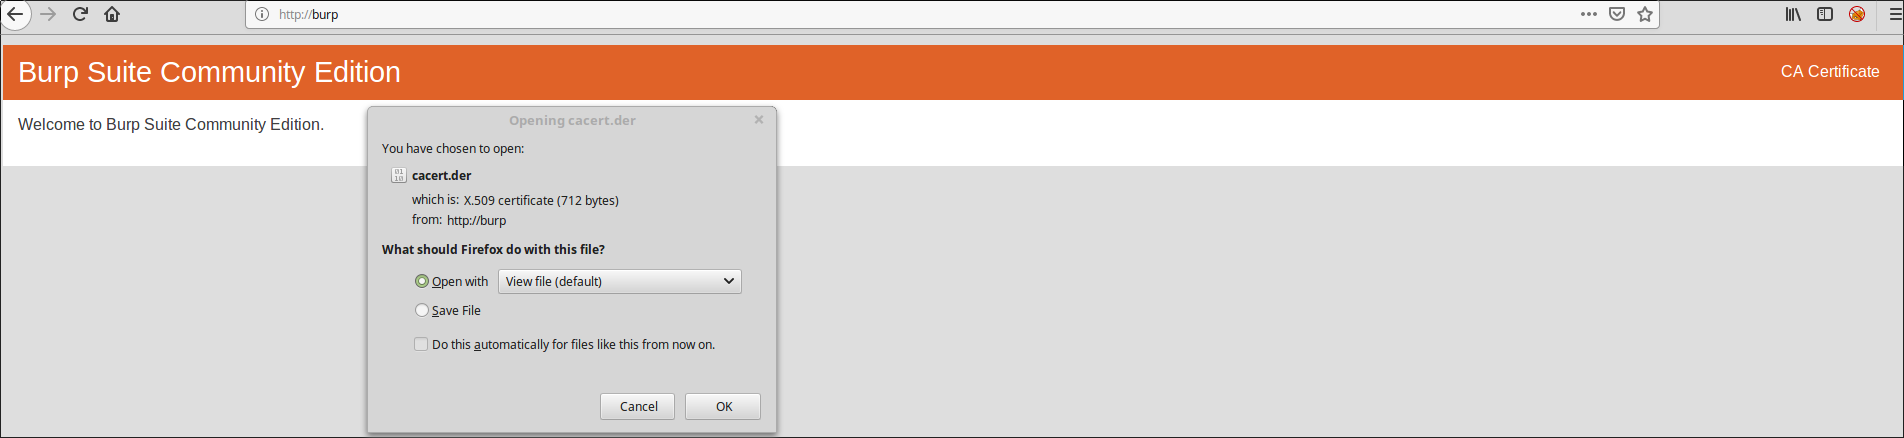 http://burp
Burp Suite Community Edition
CA Certificate
Welcome to Burp Suite Community Edition.
Opening cacert.der
You have chosen to open:
cacert.der
which is: X.509 certificate (712 bytes)
from: http://burp
What should Firefox do with this file?
Open with View file (default)
Save File
Do this automatically for files like this from now on.
Cancel OK